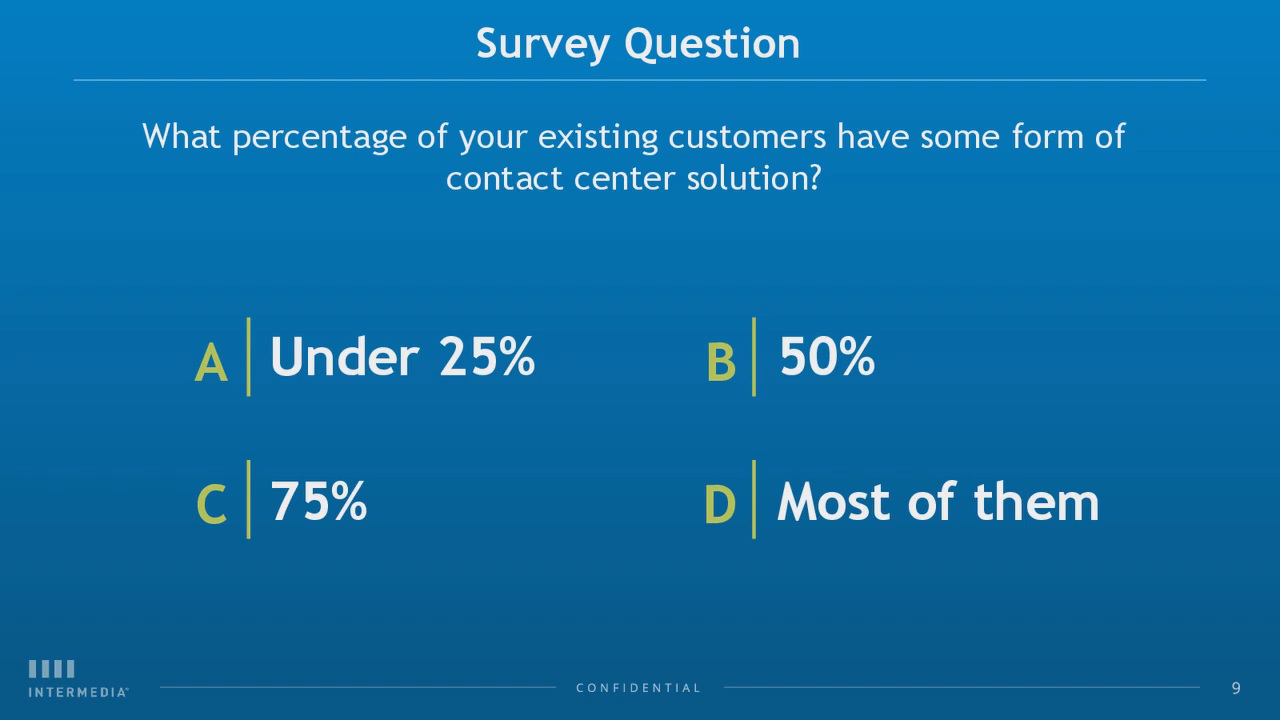 Survey Question
What percentage of your existing customers have some form of
contact center solution?
A Under 25%
B 50%
C 75%
D Most of them
INTERMEDIA
CONFIDENTIAL
9